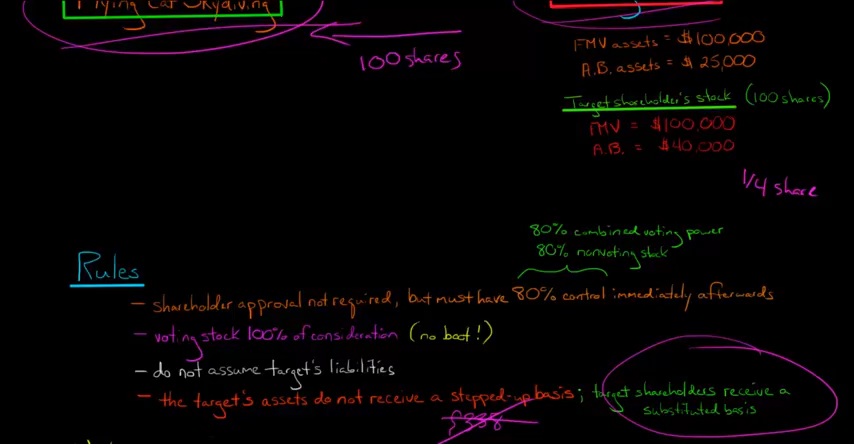 Flying Cat Skydiving
100 shares
FMV assets = $100,000
A.B. assets = $ 25,000
Target shareholder's stock (100 shares)
FMV = $100,000
A.B. = $40,000
1/4 share
80% combined voting power
80% nonvoting stock
Rules
- shareholder approval not required, but must have 80% control immediately afterwards
- voting stock 100% of consideration (no boot!)
- do not assume target's liabilities
- the target's assets do not receive a stepped-up basis; target shareholders receive a
substituted basis
§338